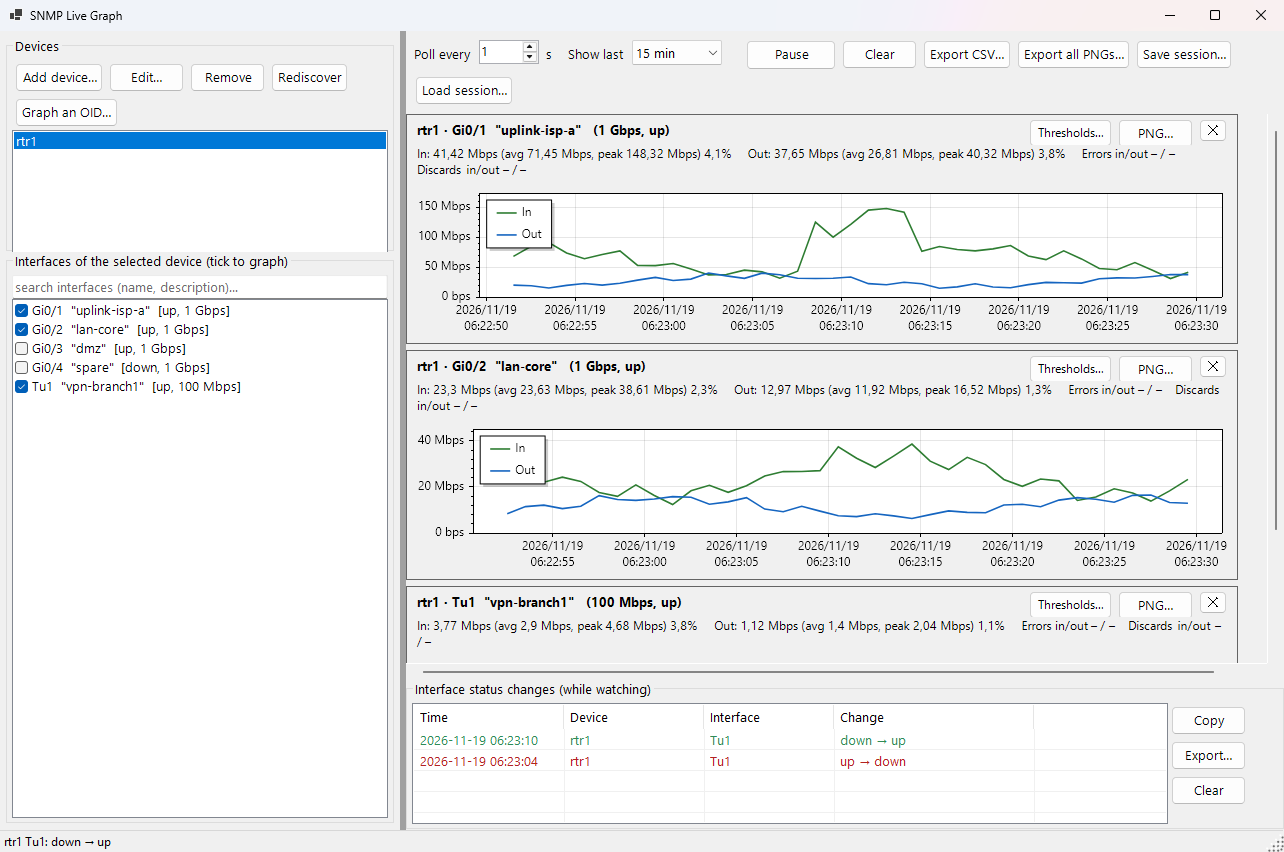 SNMP Live Graph
Devices
Add device...
Edit...
Remove
Rediscover
Graph an OID...
rtr1
Interfaces of the selected device (tick to graph)
search interfaces (name, description)...
Gi0/1 "uplink-isp-a" [up, 1 Gbps]
Gi0/2 "lan-core" [up, 1 Gbps]
Gi0/3 "dmz" [up, 1 Gbps]
Gi0/4 "spare" [down, 1 Gbps]
Tu1 "vpn-branch1" [up, 100 Mbps]
Poll every 1 s Show last 15 min
Pause
Clear
Export CSV...
Export all PNGs...
Save session...
Load session...
rtr1 · Gi0/1 "uplink-isp-a" (1 Gbps, up)
Thresholds...
PNG...
In: 41,42 Mbps (avg 71,45 Mbps, peak 148,32 Mbps) 4,1% Out: 37,65 Mbps (avg 26,81 Mbps, peak 40,32 Mbps) 3,8% Errors in/out – / –
Discards in/out – / –
In
Out
150 Mbps
100 Mbps
50 Mbps
0 bps
2026/11/19 2026/11/19 2026/11/19 2026/11/19 2026/11/19 2026/11/19 2026/11/19 2026/11/19 2026/11/19
06:22:50 06:22:55 06:23:00 06:23:05 06:23:10 06:23:15 06:23:20 06:23:25 06:23:30
rtr1 · Gi0/2 "lan-core" (1 Gbps, up)
Thresholds...
PNG...
In: 23,3 Mbps (avg 23,63 Mbps, peak 38,61 Mbps) 2,3% Out: 12,97 Mbps (avg 11,92 Mbps, peak 16,52 Mbps) 1,3% Errors in/out – / – Discards
in/out – / –
In
Out
40 Mbps
20 Mbps
0 bps
2026/11/19 2026/11/19 2026/11/19 2026/11/19 2026/11/19 2026/11/19 2026/11/19 2026/11/19
06:22:55 06:23:00 06:23:05 06:23:10 06:23:15 06:23:20 06:23:25 06:23:30
rtr1 · Tu1 "vpn-branch1" (100 Mbps, up)
Thresholds...
PNG...
In: 3,77 Mbps (avg 2,9 Mbps, peak 4,68 Mbps) 3,8% Out: 1,12 Mbps (avg 1,4 Mbps, peak 2,04 Mbps) 1,1% Errors in/out – / – Discards in/out –
/ –
Interface status changes (while watching)
Time Device Interface Change
2026-11-19 06:23:10 rtr1 Tu1 down → up
2026-11-19 06:23:04 rtr1 Tu1 up → down
Copy
Export...
Clear
rtr1 Tu1: down → up